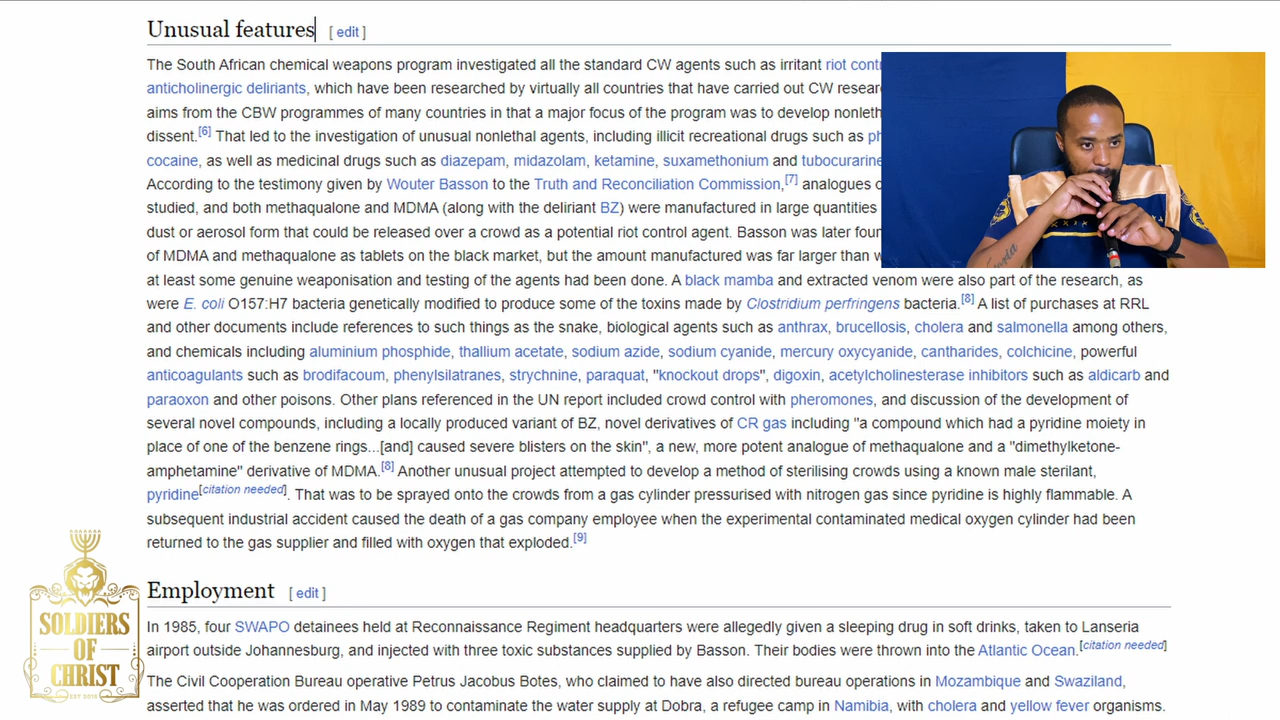 Unusual features [ edit ]
The South African chemical weapons program investigated all the standard CW agents such as irritant riot
anticholinergic deliriants, which have been researched by virtually all countries that have carried out CW
aims from the CBW programmes of many countries in that a major focus of the program was to develop
dissent.[6] That led to the investigation of unusual nonlethal agents, including illicit recreational drugs such as
cocaine, as well as medicinal drugs such as diazepam, midazolam, ketamine, suxamethonium and tubocurarine
According to the testimony given by Wouter Basson to the Truth and Reconciliation Commission,[7] analogues
studied, and both methaqualone and MDMA (along with the deliriant BZ) were manufactured in large quantities
dust or aerosol form that could be released over a crowd as a potential riot control agent. Basson was later
of MDMA and methaqualone as tablets on the black market, but the amount manufactured was far larger than
at least some genuine weaponisation and testing of the agents had been done. A black mamba and extracted venom were also part of the research, as
were E. coli O157:H7 bacteria genetically modified to produce some of the toxins made by Clostridium perfringens bacteria.[8] A list of purchases at RRL
and other documents include references to such things as the snake, biological agents such as anthrax, brucellosis, cholera and salmonella among others,
and chemicals including aluminium phosphide, thallium acetate, sodium azide, sodium cyanide, mercury oxycyanide, cantharides, colchicine, powerful
anticoagulants such as brodifacoum, phenylsilatranes, strychnine, paraquat, "knockout drops", digoxin, acetylcholinesterase inhibitors such as aldicarb and
paraoxon and other poisons. Other plans referenced in the UN report included crowd control with pheromones, and discussion of the development of
several novel compounds, including a locally produced variant of BZ, novel derivatives of CR gas including "a compound which had a pyridine moiety in
place of one of the benzene rings...[and] caused severe blisters on the skin", a new, more potent analogue of methaqualone and a "dimethylketone-
amphetamine" derivative of MDMA.[8] Another unusual project attempted to develop a method of sterilising crowds using a known male sterilant,
pyridine[citation needed]. That was to be sprayed onto the crowds from a gas cylinder pressurised with nitrogen gas since pyridine is highly flammable. A
subsequent industrial accident caused the death of a gas company employee when the experimental contaminated medical oxygen cylinder had been
returned to the gas supplier and filled with oxygen that exploded.[9]
Employment [ edit ]
In 1985, four SWAPO detainees held at Reconnaissance Regiment headquarters were allegedly given a sleeping drug in soft drinks, taken to Lanseria
airport outside Johannesburg, and injected with three toxic substances supplied by Basson. Their bodies were thrown into the Atlantic Ocean.[citation needed]
The Civil Cooperation Bureau operative Petrus Jacobus Botes, who claimed to have also directed bureau operations in Mozambique and Swaziland,
asserted that he was ordered in May 1989 to contaminate the water supply at Dobra, a refugee camp in Namibia, with cholera and yellow fever organisms.
SOLDIERS
OF
CHRIST